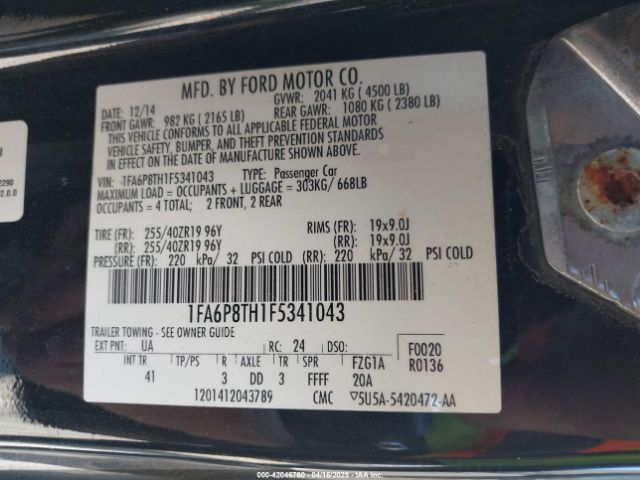 MFD. BY FORD MOTOR CO.
DATE: 12/14 GVWR: 2041 KG ( 4500 LB)
FRONT GAWR: 982 KG ( 2165 LB) REAR GAWR: 1080 KG ( 2380 LB)
THIS VEHICLE CONFORMS TO ALL APPLICABLE FEDERAL MOTOR
VEHICLE SAFETY, BUMPER, AND THEFT PREVENTION STANDARDS
IN EFFECT ON THE DATE OF MANUFACTURE SHOWN ABOVE.
VIN: 1FA6P8TH1F5341043 TYPE: Passenger Car
MAXIMUM LOAD = OCCUPANTS + LUGGAGE = 303KG/668LB
OCCUPANTS = 4 TOTAL; 2 FRONT, 2 REAR
TIRE (FR): 255/40ZR19 96Y RIMS (FR): 19x9.0J
(RR): 255/40ZR19 96Y (RR): 19x9.0J
PRESSURE (FR): 220 kPa/ 32 PSI COLD (RR): 220 kPa/ 32 PSI COLD
1FA6P8TH1F5341043
TRAILER TOWING - SEE OWNER GUIDE
EXT PNT: UA RC: 24 DSO: F0020
R0136
INT TR TP/PS R AXLE TR SPR FZG1A
41 3 DD 3 FFFF 20A
1201412043789 CMC ▽5U5A-5420472-AA
2290
2.0.0
000-42046760 - 04/16/2025 - IAA Inc.